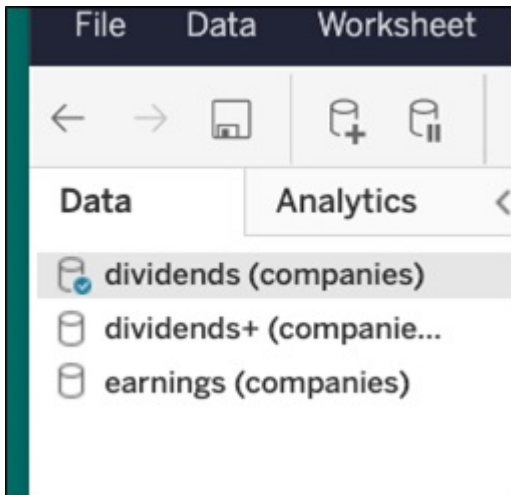 File Data Worksheet
Data Analytics
dividends (companies)
dividends+ (companie...
earnings (companies)